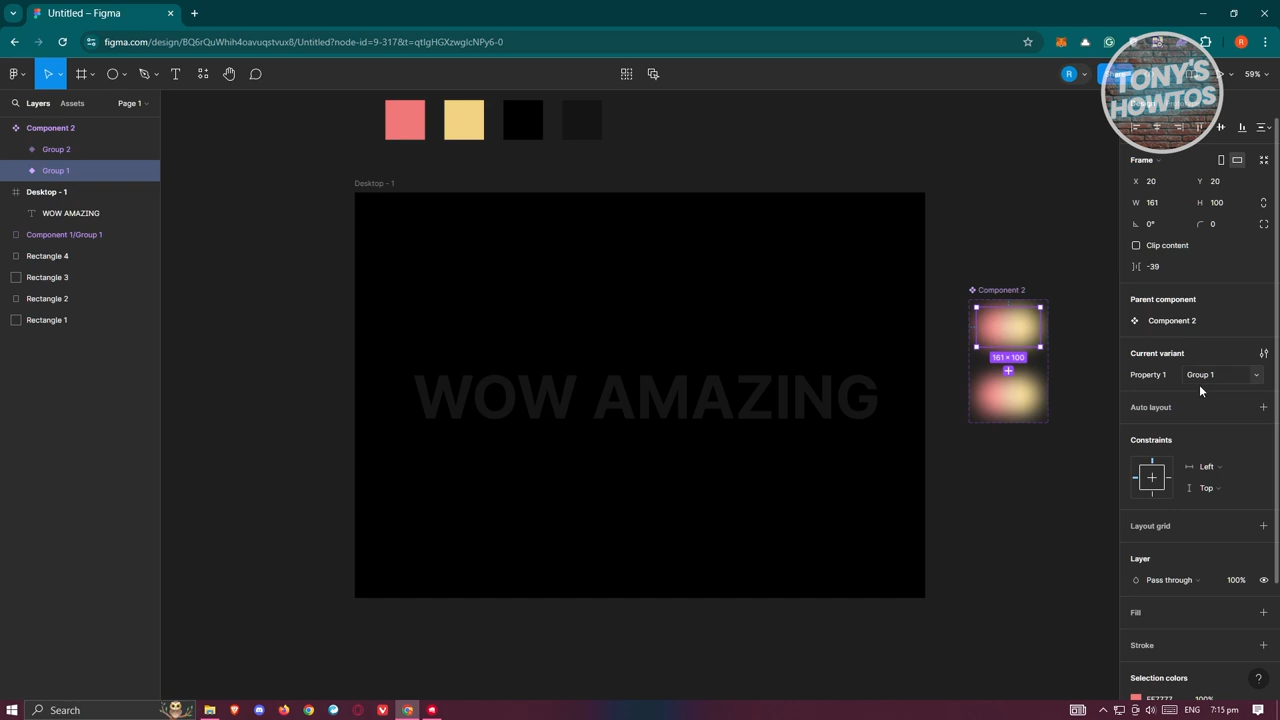 Untitled – Figma
figma.com/design/BQ6rQuWhih4oavuqstvux8/Untitled?node-id=9-317&t=qtIgHGXzwglcNPy6-0
R
R
59%
TONY'S
HOWTOS
Layers
Assets
Page 1
Component 2
Group 2
Group 1
Desktop - 1
WOW AMAZING
Component 1/Group 1
Rectangle 4
Rectangle 3
Rectangle 2
Rectangle 1
Desktop - 1
WOW AMAZING
Component 2
161 × 100
Frame
X 20 Y 20
W 161 H 100
0° 0
Clip content
-39
Parent component
Component 2
Current variant
Property 1 Group 1
Auto layout
Constraints
Left
Top
Layout grid
Layer
Pass through 100%
Fill
Stroke
Selection colors
?
Search
ENG
7:15 pm